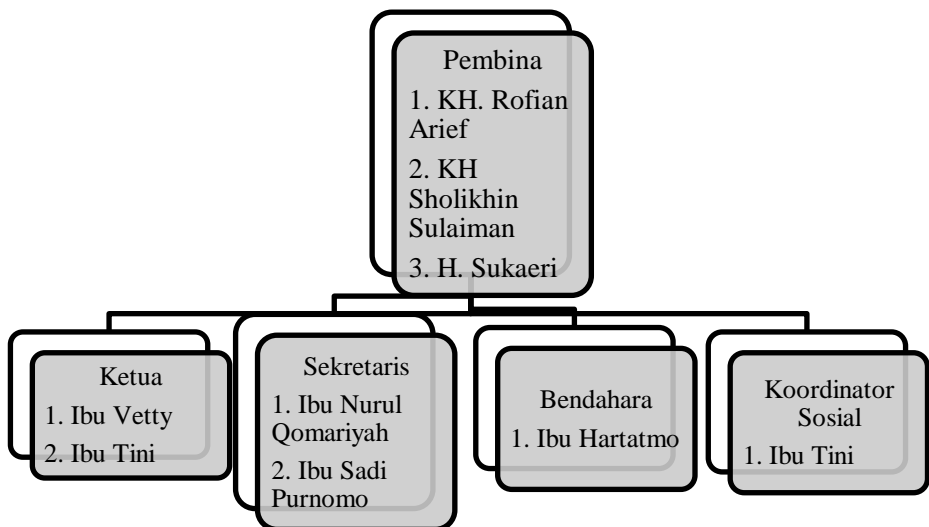 Pembina
1. KH. Rofian
Arief
2. KH
Sholikhin
Sulaiman
3. H. Sukaeri
Ketua
1. Ibu Vetty
2. Ibu Tini
Sekretaris
1. Ibu Nurul
Qomariyah
2. Ibu Sadi
Purnomo
Bendahara
1. Ibu Hartatmo
Koordinator
Sosial
1. Ibu Tini